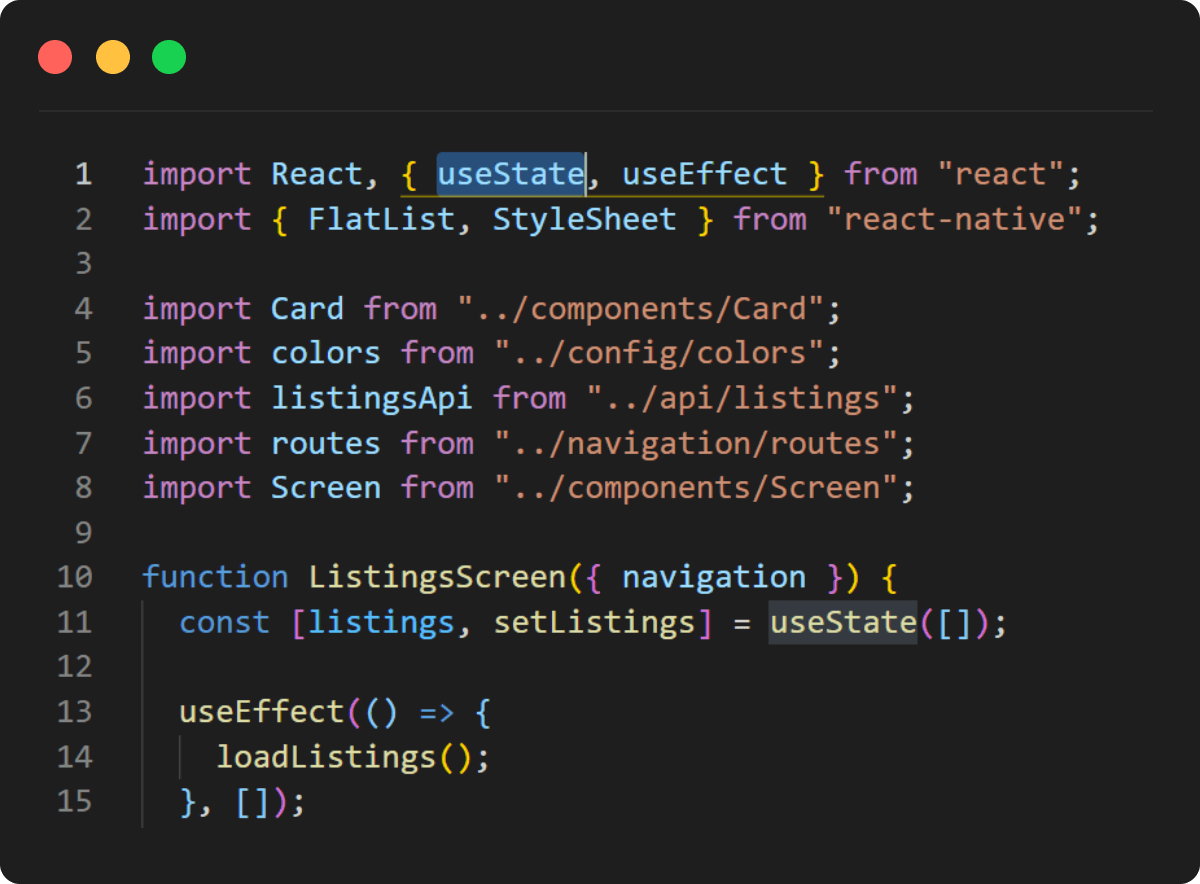 1 import React, { useState, useEffect } from "react";
2 import { FlatList, StyleSheet } from "react-native";
3
4 import Card from "../components/Card";
5 import colors from "../config/colors";
6 import listingsApi from "../api/listings";
7 import routes from "../navigation/routes";
8 import Screen from "../components/Screen";
9
10 function ListingsScreen({ navigation }) {
11   const [listings, setListings] = useState([]);
12
13   useEffect(() => {
14     loadListings();
15   }, []);